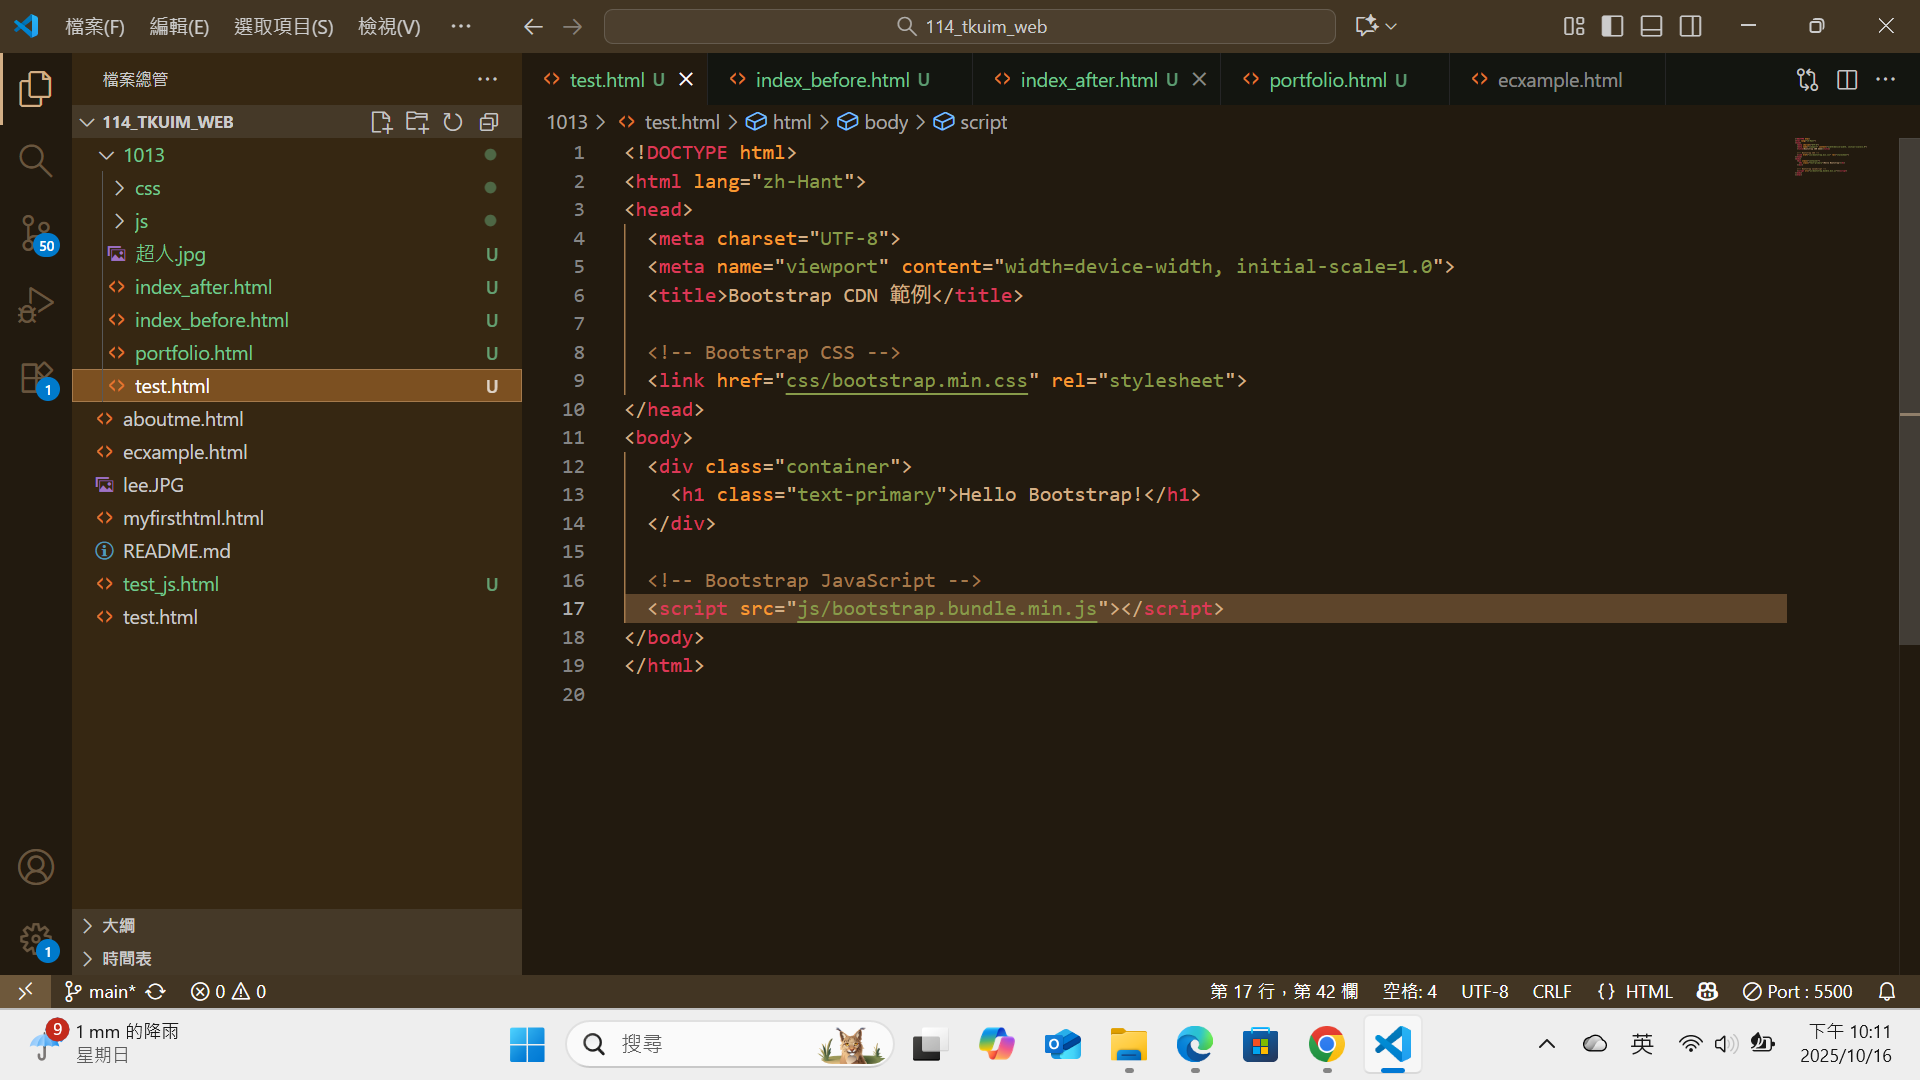 檔案(F) 編輯(E) 選取項目(S) 檢視(V) ··· 114_tkuim_web
檔案總管
test.html U index_before.html U index_after.html U portfolio.html U ecxample.html
114_TKUIM_WEB
1013 > test.html > html > body > script
1013
css
js
超人.jpg U
index_after.html U
index_before.html U
portfolio.html U
test.html U
aboutme.html
ecxample.html
lee.JPG
myfirsthtml.html
README.md
test_js.html U
test.html
大綱
時間表
50
1
1
1 <!DOCTYPE html>
2 <html lang="zh-Hant">
3 <head>
4 <meta charset="UTF-8">
5 <meta name="viewport" content="width=device-width, initial-scale=1.0">
6 <title>Bootstrap CDN 範例</title>
7
8 <!-- Bootstrap CSS -->
9 <link href="css/bootstrap.min.css" rel="stylesheet">
10 </head>
11 <body>
12 <div class="container">
13 <h1 class="text-primary">Hello Bootstrap!</h1>
14 </div>
15
16 <!-- Bootstrap JavaScript -->
17 <script src="js/bootstrap.bundle.min.js"></script>
18 </body>
19 </html>
20
main* 0 0 第 17 行，第 42 欄 空格: 4 UTF-8 CRLF {} HTML Port : 5500
9 1 mm 的降雨
星期日
搜尋
英
下午 10:11
2025/10/16